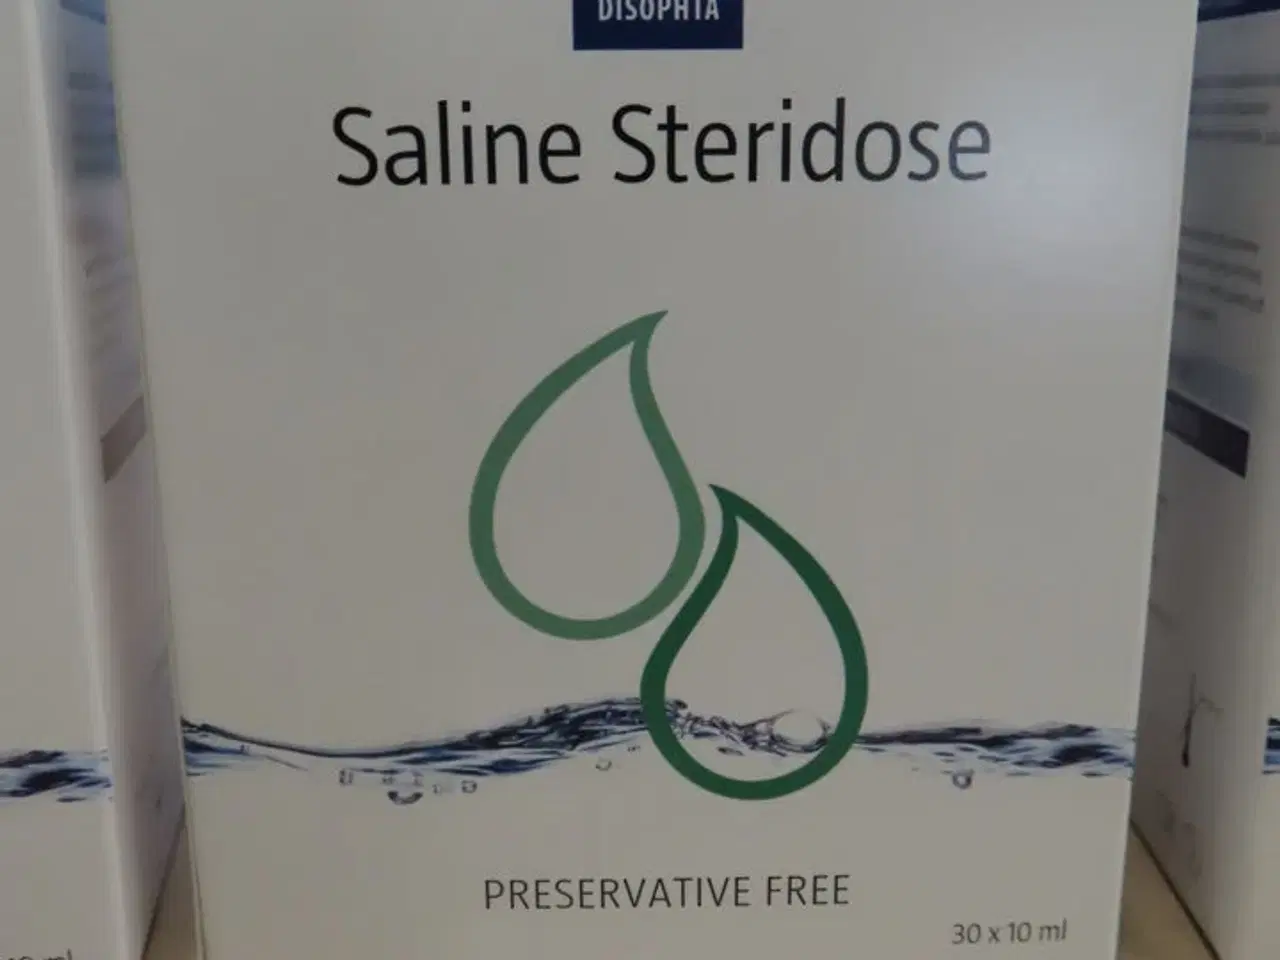 DISOPHTA
Saline Steridose
PRESERVATIVE FREE
30 x 10 ml